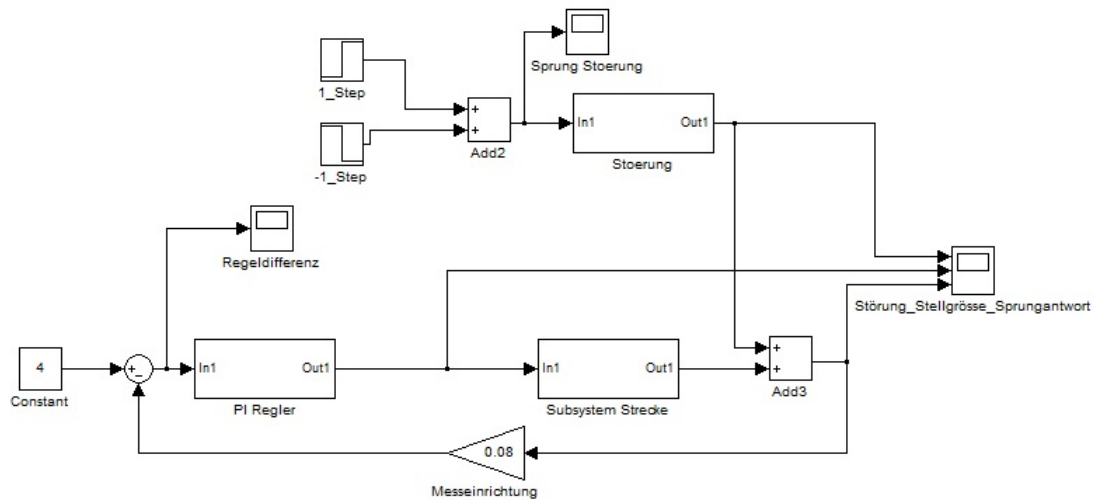 Sprung Stoerung
1_Step
+
+
Add2
In1 Out1
Stoerung
-1_Step
Regeldifferenz
Störung_Stellgrösse_Sprungantwort
4
Constant
+
−
In1 Out1
PI Regler
In1 Out1
Subsystem Strecke
+
+
Add3
0.08
Messeinrichtung